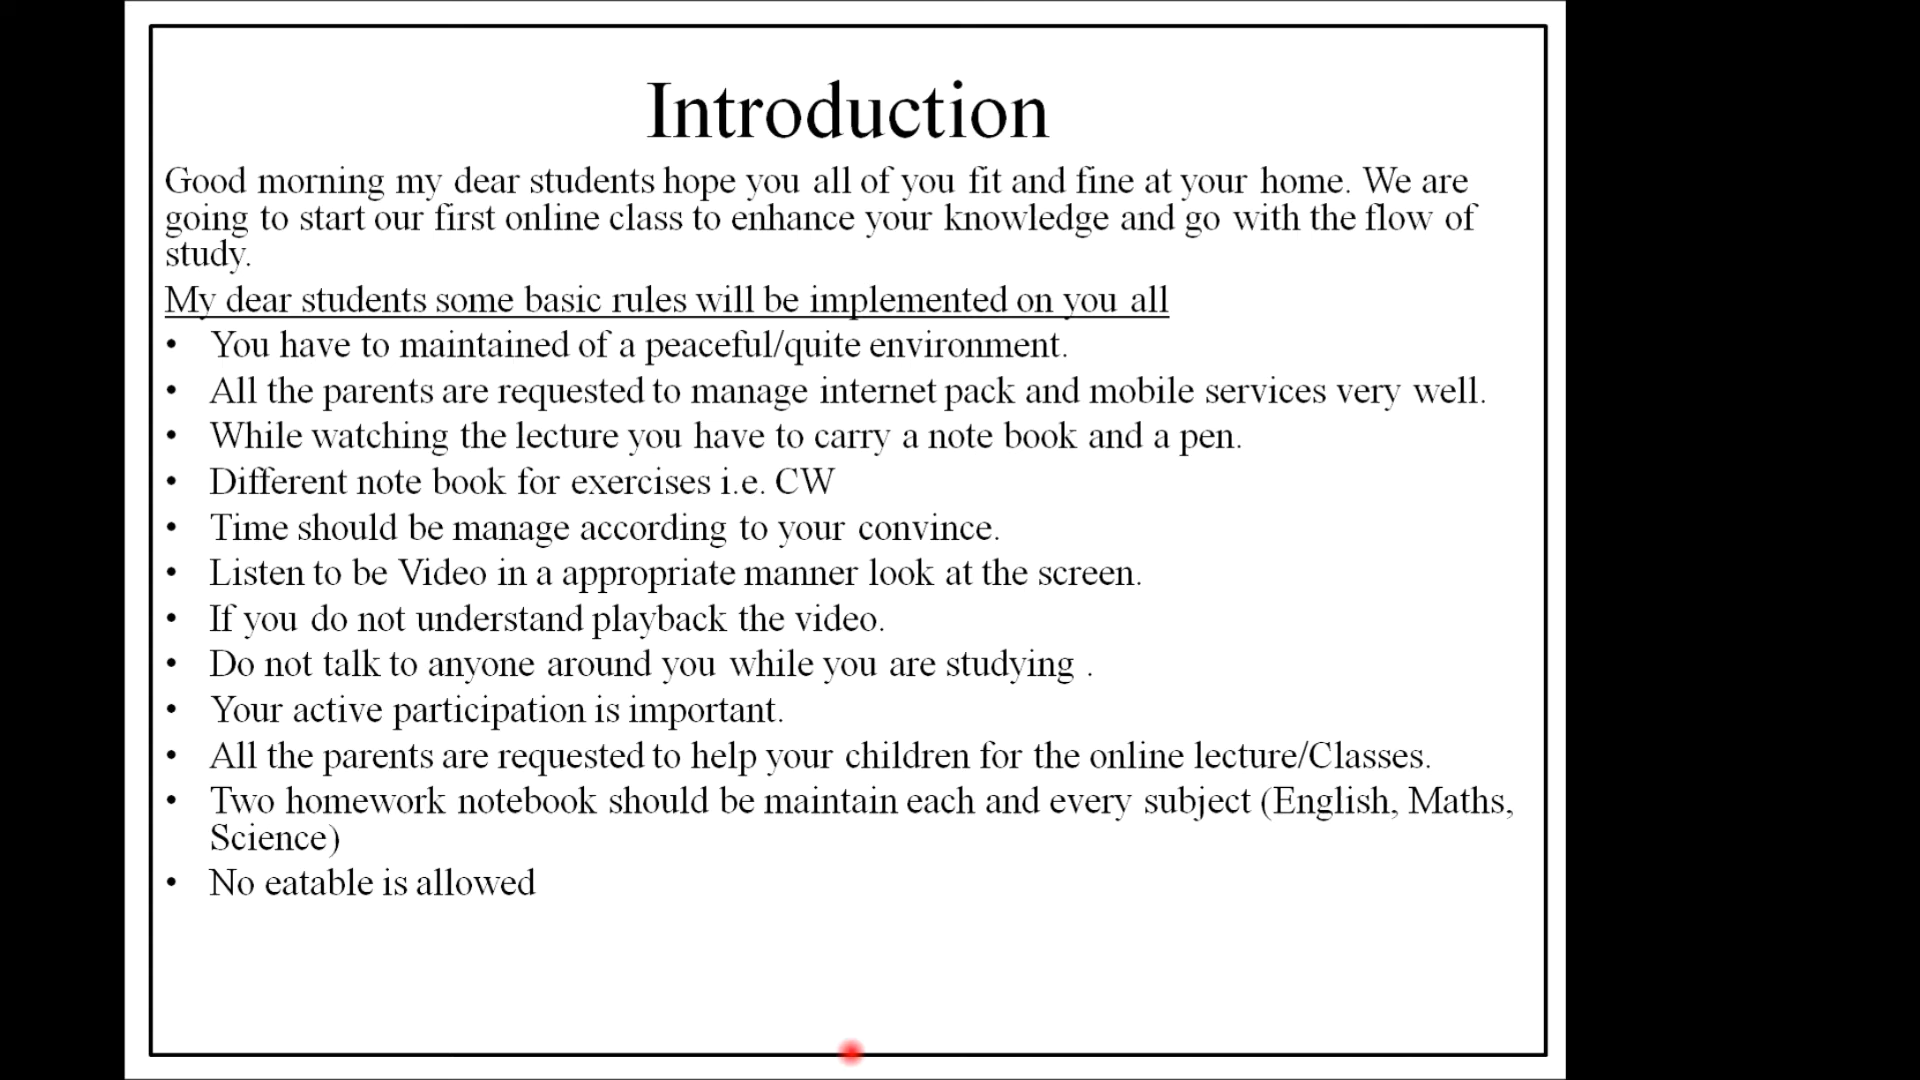 Introduction
Good morning my dear students hope you all of you fit and fine at your home. We are
going to start our first online class to enhance your knowledge and go with the flow of
study.
My dear students some basic rules will be implemented on you all
• You have to maintained of a peaceful/quite environment.
• All the parents are requested to manage internet pack and mobile services very well.
• While watching the lecture you have to carry a note book and a pen.
• Different note book for exercises i.e. CW
• Time should be manage according to your convince.
• Listen to be Video in a appropriate manner look at the screen.
• If you do not understand playback the video.
• Do not talk to anyone around you while you are studying .
• Your active participation is important.
• All the parents are requested to help your children for the online lecture/Classes.
• Two homework notebook should be maintain each and every subject (English, Maths,
Science)
• No eatable is allowed